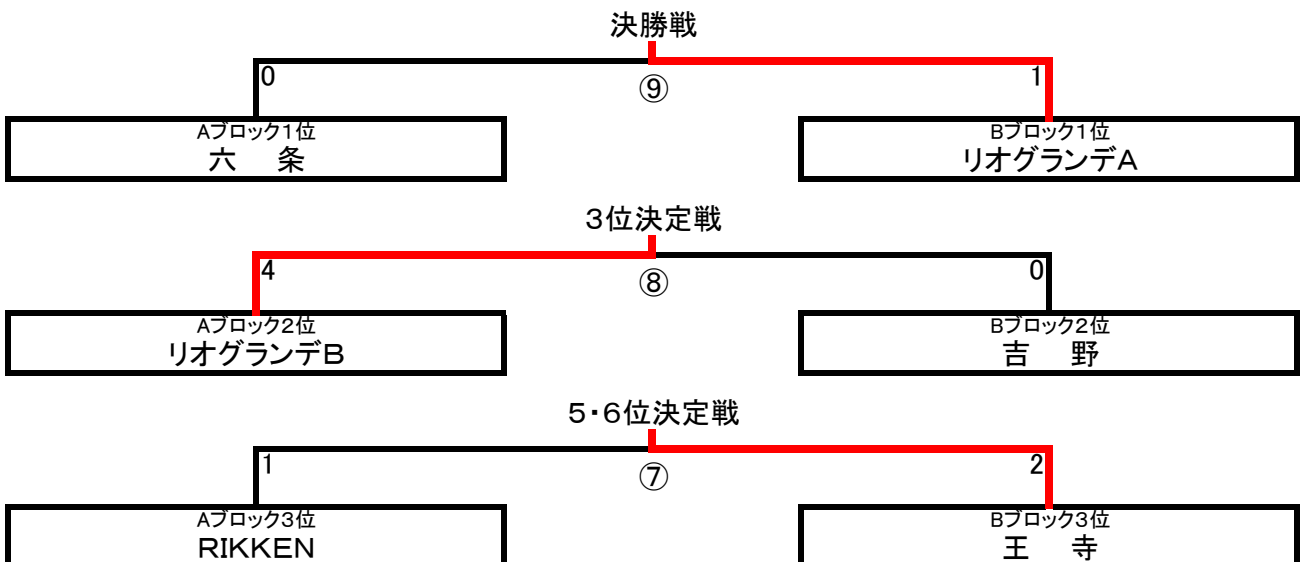 決勝戦
0 ⑨ 1
Aブロック1位 Bブロック1位
六 条 リオグランデA
3位決定戦
4 ⑧ 0
Aブロック2位 Bブロック2位
リオグランデB 吉 野
5・6位決定戦
1 ⑦ 2
Aブロック3位 Bブロック3位
RIKKEN 王 寺